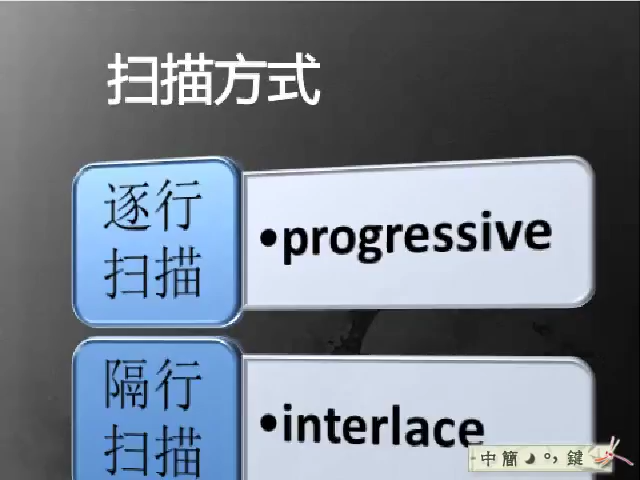 扫描方式
逐行
扫描
•progressive
隔行
扫描
•interlace
中簡 °, 鍵